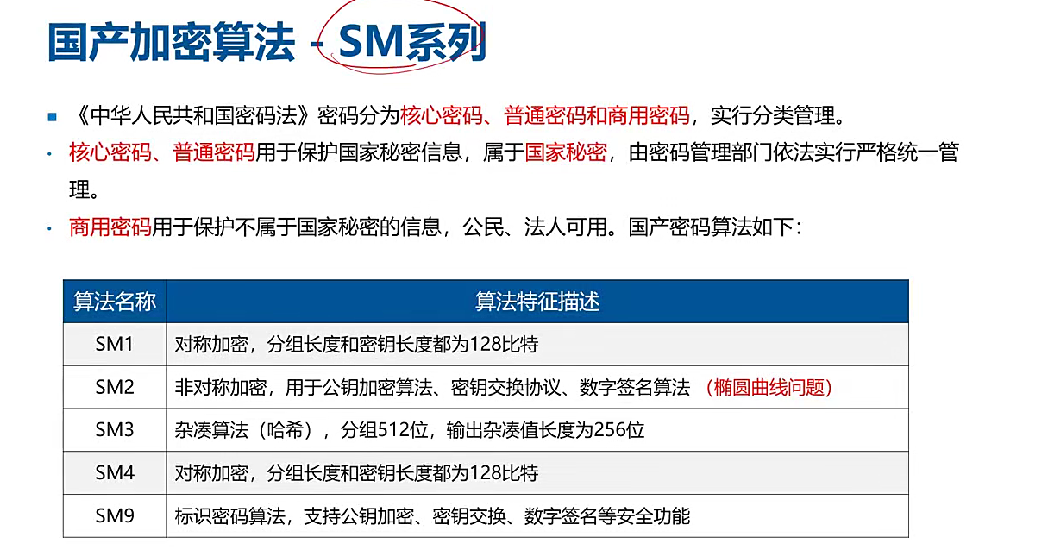 国产加密算法 - SM系列
《中华人民共和国密码法》密码分为核心密码、普通密码和商用密码，实行分类管理。
核心密码、普通密码用于保护国家秘密信息，属于国家秘密，由密码管理部门依法实行严格统一管
理。
商用密码用于保护不属于国家秘密的信息，公民、法人可用。国产密码算法如下：
算法名称 算法特征描述
SM1 对称加密，分组长度和密钥长度都为128比特
SM2 非对称加密，用于公钥加密算法、密钥交换协议、数字签名算法 （椭圆曲线问题）
SM3 杂凑算法（哈希），分组512位，输出杂凑值长度为256位
SM4 对称加密，分组长度和密钥长度都为128比特
SM9 标识密码算法，支持公钥加密、密钥交换、数字签名等安全功能